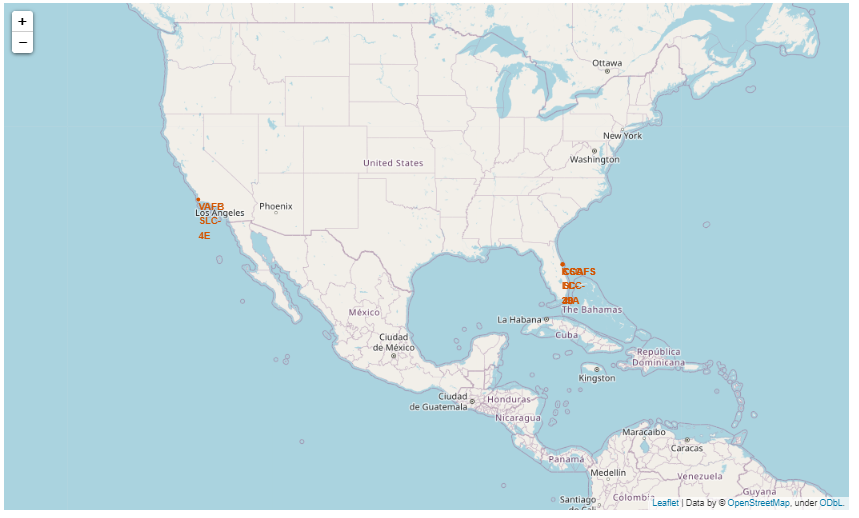 +
−
Ottawa
New York
Washington
United States
VAFB
SLC-
4E
Los Angeles
Phoenix
The Bahamas
México
La Habana
Cuba
Ciudad
de México
República
Dominicana
Kingston
Ciudad
de Guatemala
Honduras
Nicaragua
Maracaibo
Caracas
Panamá
Medellín
Venezuela
Guyana
Santiago
de Cali
Colombia
Leaflet | Data by © OpenStreetMap, under ODbL.